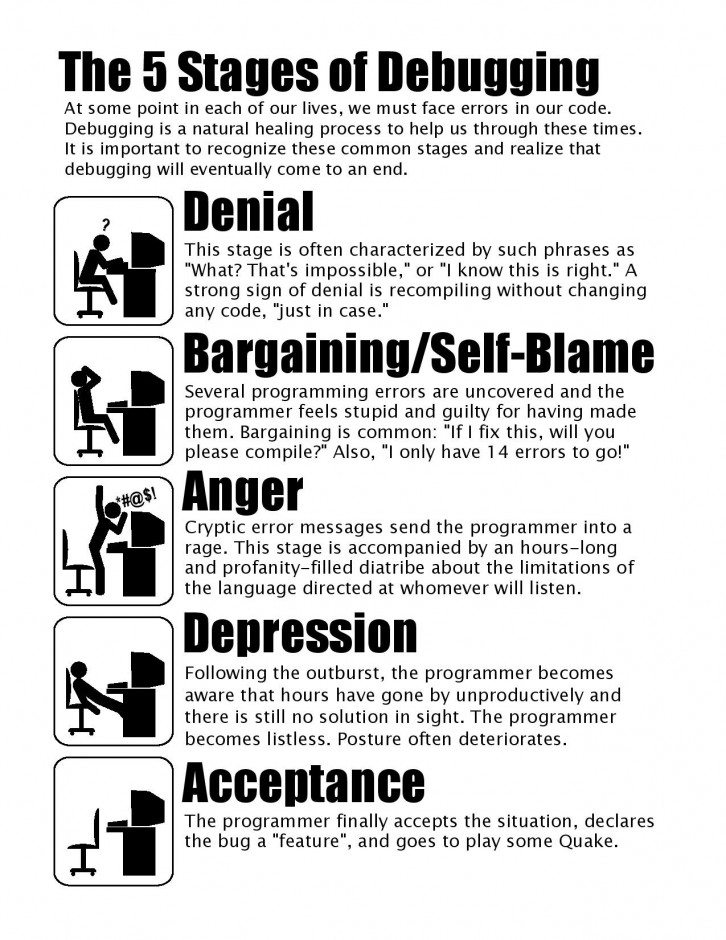 The 5 Stages of Debugging
At some point in each of our lives, we must face errors in our code.
Debugging is a natural healing process to help us through these times.
It is important to recognize these common stages and realize that
debugging will eventually come to an end.
?
Denial
This stage is often characterized by such phrases as
"What? That's impossible," or "I know this is right." A
strong sign of denial is recompiling without changing
any code, "just in case."
Bargaining/Self-Blame
Several programming errors are uncovered and the
programmer feels stupid and guilty for having made
them. Bargaining is common: "If I fix this, will you
please compile?" Also, "I only have 14 errors to go!"
*#@$!
Anger
Cryptic error messages send the programmer into a
rage. This stage is accompanied by an hours-long
and profanity-filled diatribe about the limitations of
the language directed at whomever will listen.
Depression
Following the outburst, the programmer becomes
aware that hours have gone by unproductively and
there is still no solution in sight. The programmer
becomes listless. Posture often deteriorates.
Acceptance
The programmer finally accepts the situation, declares
the bug a "feature", and goes to play some Quake.